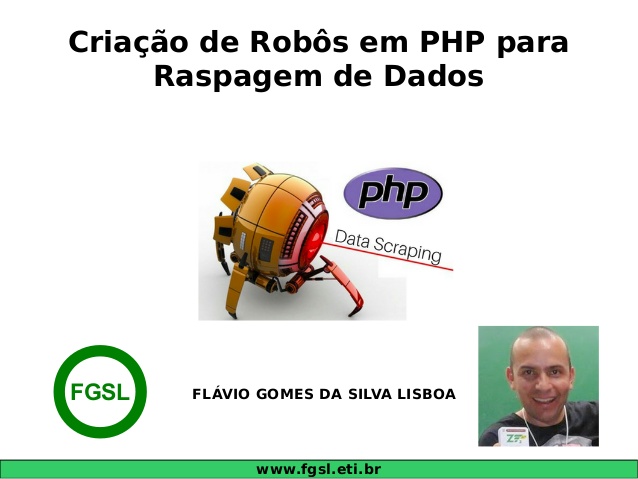 Criação de Robôs em PHP para
Raspagem de Dados
php
Data Scraping
FGSL
FLÁVIO GOMES DA SILVA LISBOA
www.fgsl.eti.br